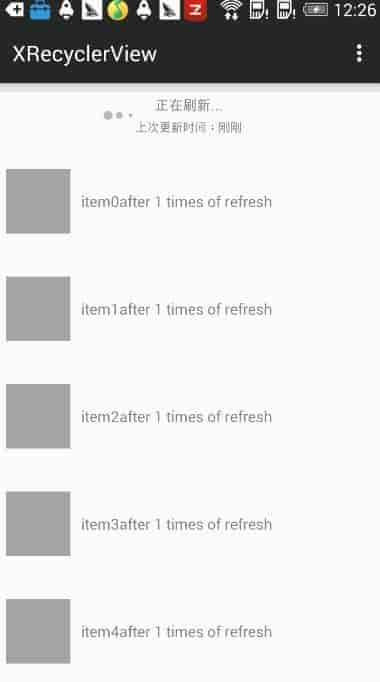 12:26
XRecyclerView
正在刷新...
上次更新时间：刚刚
item0after 1 times of refresh
item1after 1 times of refresh
item2after 1 times of refresh
item3after 1 times of refresh
item4after 1 times of refresh